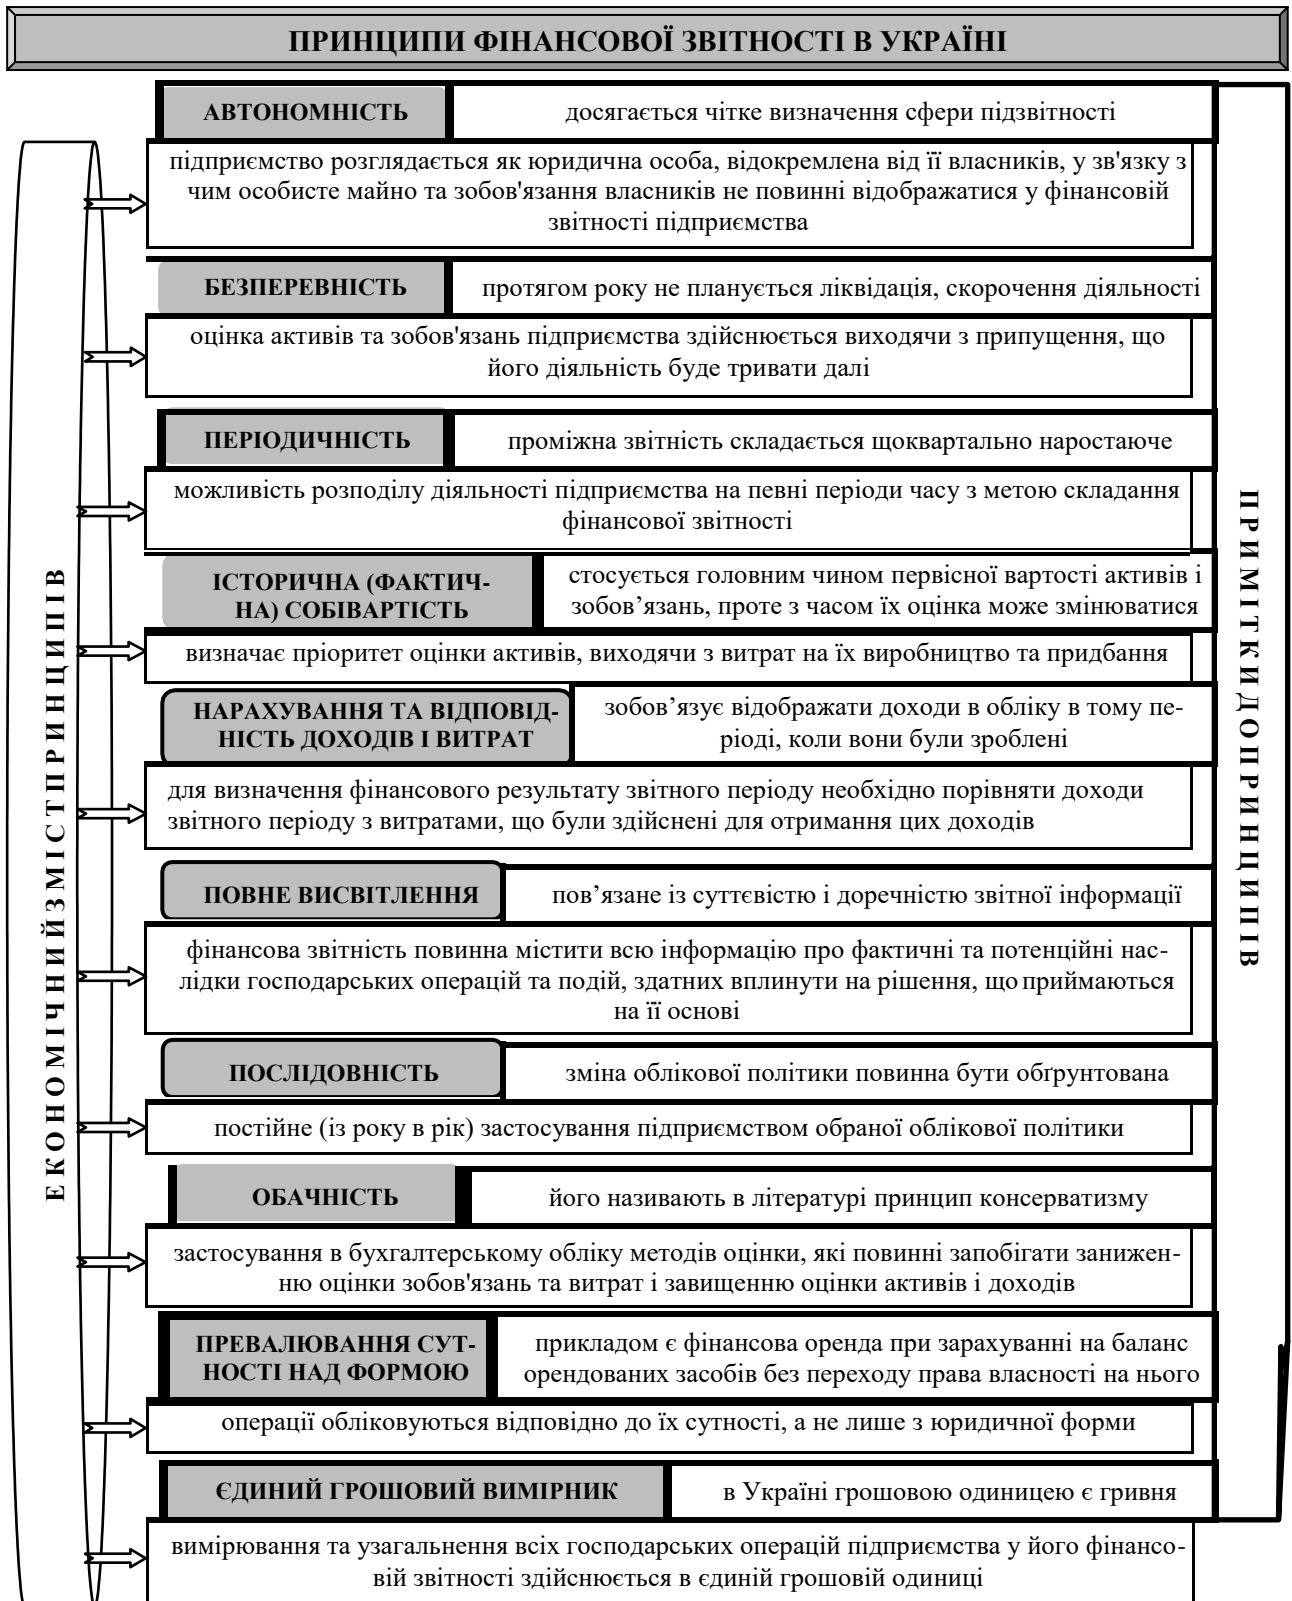 ПРИНЦИПИ ФІНАНСОВОЇ ЗВІТНОСТІ В УКРАЇНІ
АВТОНОМНІСТЬ
досягається чітке визначення сфери підзвітності
підприємство розглядається як юридична особа, відокремлена від її власників, у зв'язку з
чим особисте майно та зобов'язання власників не повинні відображатися у фінансовій
звітності підприємства
БЕЗПЕРЕВНІСТЬ
протягом року не планується ліквідація, скорочення діяльності
оцінка активів та зобов'язань підприємства здійснюється виходячи з припущення, що
його діяльність буде тривати далі
ПЕРІОДИЧНІСТЬ
проміжна звітність складається щоквартально наростаюче
можливість розподілу діяльності підприємства на певні періоди часу з метою складання
фінансової звітності
ІСТОРИЧНА (ФАКТИЧ-
НА) СОБІВАРТІСТЬ
стосується головним чином первісної вартості активів і
зобов’язань, проте з часом їх оцінка може змінюватися
визначає пріоритет оцінки активів, виходячи з витрат на їх виробництво та придбання
НАРАХУВАННЯ ТА ВІДПОВІД-
НІСТЬ ДОХОДІВ І ВИТРАТ
зобов’язує відображати доходи в обліку в тому пе-
ріоді, коли вони були зроблені
для визначення фінансового результату звітного періоду необхідно порівняти доходи
звітного періоду з витратами, що були здійснені для отримання цих доходів
ПОВНЕ ВИСВІТЛЕННЯ
пов’язане із суттєвістю і доречністю звітної інформації
фінансова звітність повинна містити всю інформацію про фактичні та потенційні нас-
лідки господарських операцій та подій, здатних вплинути на рішення, що приймаються
на її основі
ПОСЛІДОВНІСТЬ
зміна облікової політики повинна бути обґрунтована
постійне (із року в рік) застосування підприємством обраної облікової політики
ОБАЧНІСТЬ
його називають в літературі принцип консерватизму
застосування в бухгалтерському обліку методів оцінки, які повинні запобігати занижен-
ню оцінки зобов'язань та витрат і завищенню оцінки активів і доходів
ПРЕВАЛЮВАННЯ СУТ-
НОСТІ НАД ФОРМОЮ
прикладом є фінансова оренда при зарахуванні на баланс
орендованих засобів без переходу права власності на нього
операції обліковуються відповідно до їх сутності, а не лише з юридичної форми
ЄДИНИЙ ГРОШОВИЙ ВИМІРНИК
в Україні грошовою одиницею є гривня
вимірювання та узагальнення всіх господарських операцій підприємства у його фінансо-
вій звітності здійснюється в єдиній грошовій одиниці
Е К О Н О М І Ч Н И Й З М І С Т П Р И Н Ц И П І В
П Р И М І Т К И Д О П Р И Н Ц И П І В